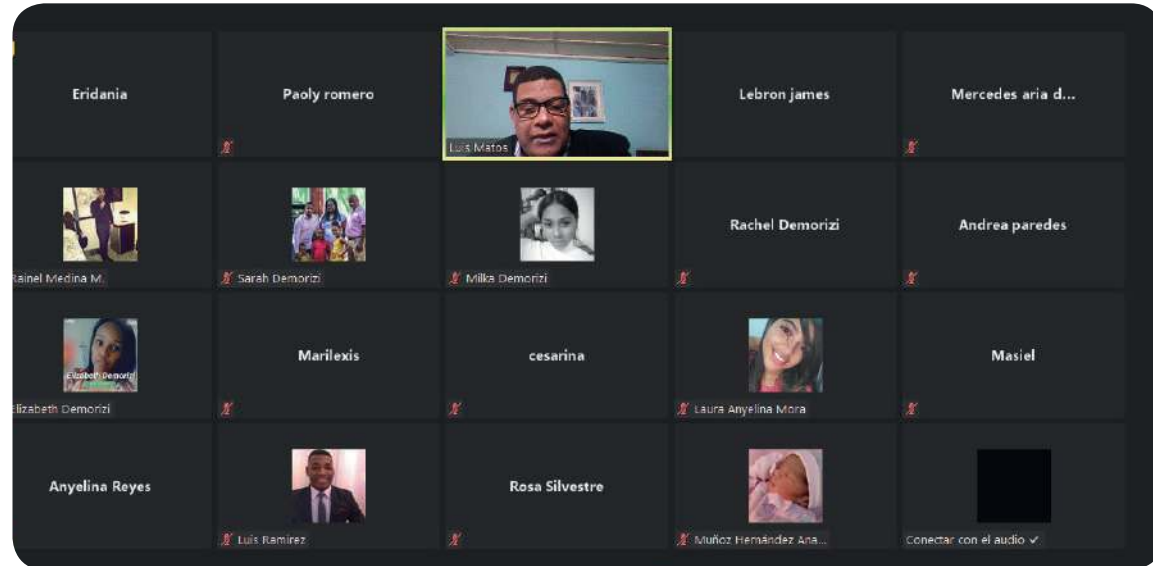 Eridania
Paoly romero
Luis Matos
Lebron james
Mercedes aria d...
Rainel Medina M.
Sarah Demorizi
Milka Demorizi
Rachel Demorizi
Andrea paredes
Elizabeth Demorizi
Elizabeth Demorizi
Marilexis
cesarina
Laura Anyelina Mora
Masiel
Anyelina Reyes
Luis Ramirez
Rosa Silvestre
Muñoz Hernández Ana...
Conectar con el audio ✓